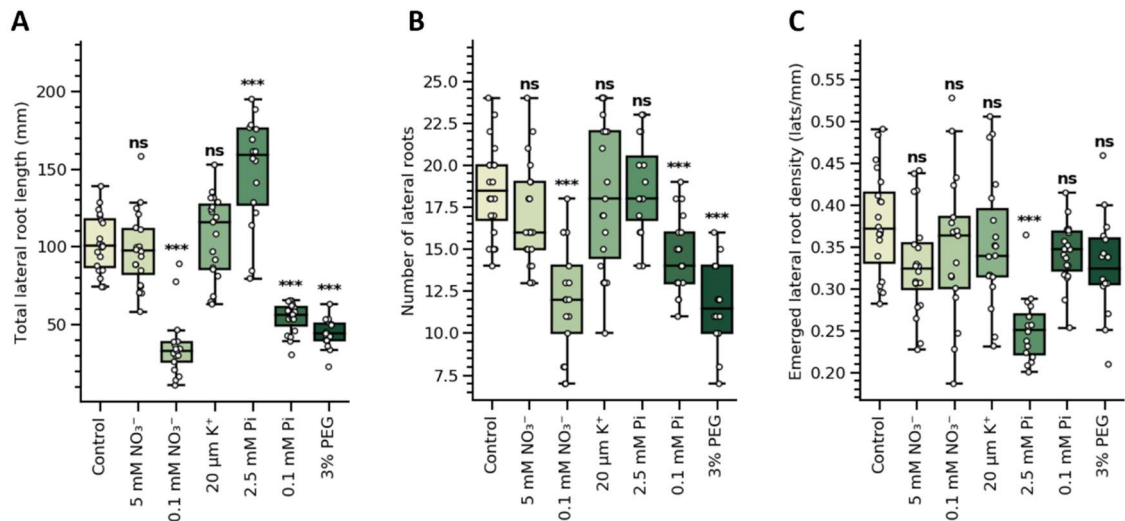 A
Total lateral root length (mm)
200
150
100
50
ns
***
ns
***
***
***
Control
5 mM NO₃⁻
0.1 mM NO₃⁻
20 µm K⁺
2.5 mM Pi
0.1 mM Pi
3% PEG
B
Number of lateral roots
25.0
22.5
20.0
17.5
15.0
12.5
10.0
7.5
ns
***
ns
ns
***
***
Control
5 mM NO₃⁻
0.1 mM NO₃⁻
20 µm K⁺
2.5 mM Pi
0.1 mM Pi
3% PEG
C
Emerged lateral root density (lats/mm)
0.55
0.50
0.45
0.40
0.35
0.30
0.25
0.20
ns
ns
ns
***
ns
ns
Control
5 mM NO₃⁻
0.1 mM NO₃⁻
20 µm K⁺
2.5 mM Pi
0.1 mM Pi
3% PEG